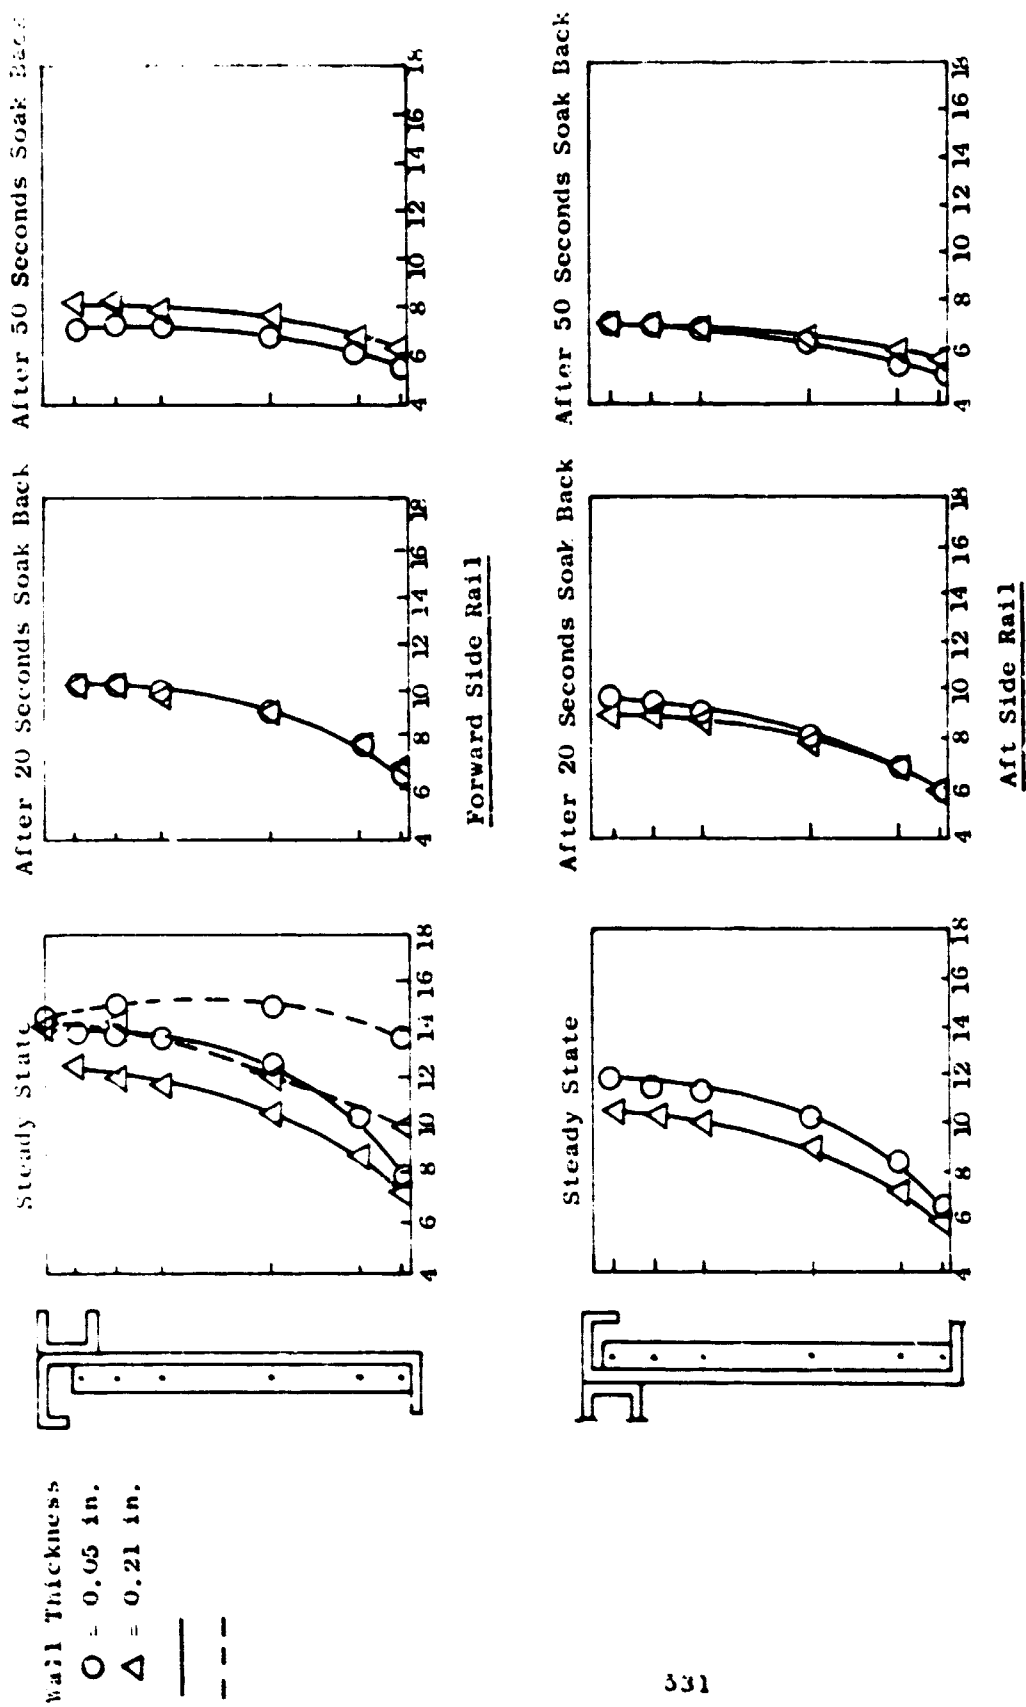 Wall Thickness
O = 0.05 in.
△ = 0.21 in.
Steady State
4 6 8 10 12 14 16 18
After 20 Seconds Soak Back
4 6 8 10 12 14 16 18
After 50 Seconds Soak Back
4 6 8 10 12 14 16 18
Forward Side Rail
Steady State
4 6 8 10 12 14 16 18
After 20 Seconds Soak Back
4 6 8 10 12 14 16 18
After 50 Seconds Soak Back
4 6 8 10 12 14 16 18
Aft Side Rail
331